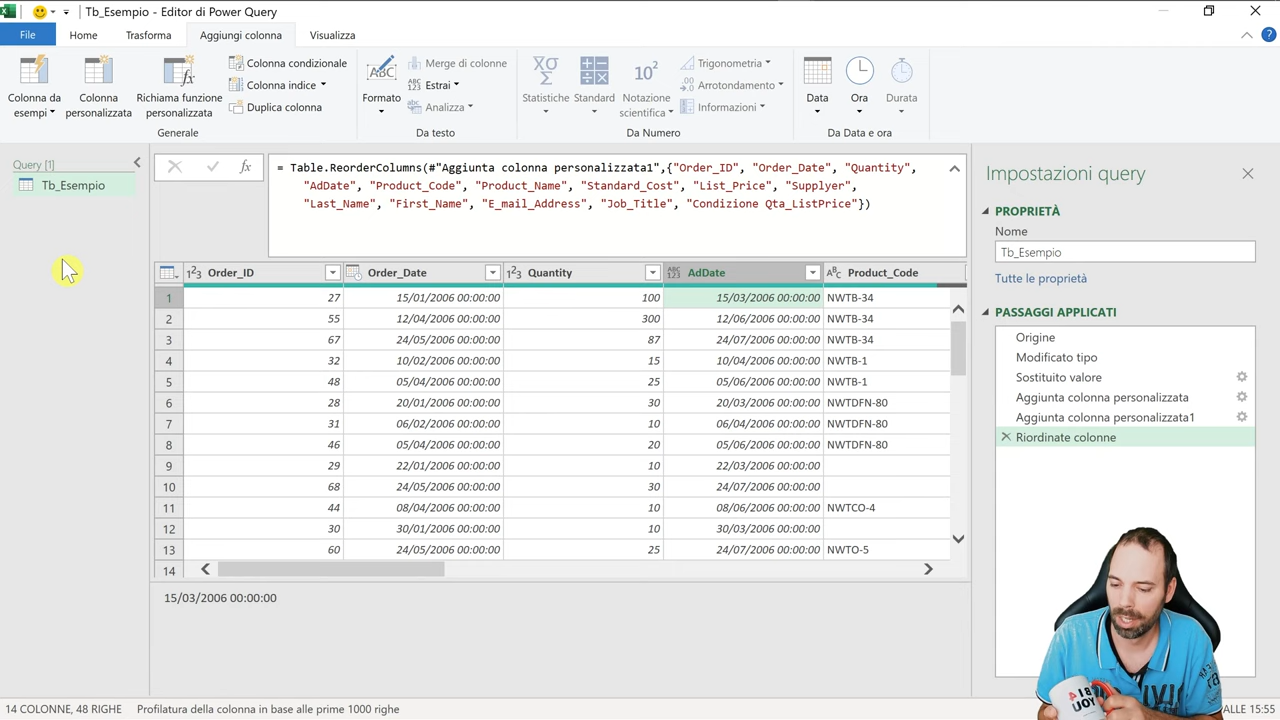 Tb_Esempio - Editor di Power Query
File Home Trasforma Aggiungi colonna Visualizza
Colonna da esempi
Colonna personalizzata
Richiama funzione personalizzata
Colonna condizionale
Colonna indice
Duplica colonna
Generale
ABC
Formato
Merge di colonne
ABC 123 Estrai
Analizza
Da testo
XΣσ
Statistiche
Standard
10²
Notazione scientifica
Trigonometria
Arrotondamento
Informazioni
Da Numero
Data
Ora
Durata
Da Data e ora
Query [1]
Tb_Esempio
fx
= Table.ReorderColumns(#"Aggiunta colonna personalizzata1",{"Order_ID", "Order_Date", "Quantity",
"AdDate", "Product_Code", "Product_Name", "Standard_Cost", "List_Price", "Supplyer",
"Last_Name", "First_Name", "E_mail_Address", "Job_Title", "Condizione Qta_ListPrice"})
1²3 Order_ID Order_Date 1²3 Quantity ABC 123 AdDate ABC Product_Code
1 27 15/01/2006 00:00:00 100 15/03/2006 00:00:00 NWTB-34
2 55 12/04/2006 00:00:00 300 12/06/2006 00:00:00 NWTB-34
3 67 24/05/2006 00:00:00 87 24/07/2006 00:00:00 NWTB-34
4 32 10/02/2006 00:00:00 15 10/04/2006 00:00:00 NWTB-1
5 48 05/04/2006 00:00:00 25 05/06/2006 00:00:00 NWTB-1
6 28 20/01/2006 00:00:00 30 20/03/2006 00:00:00 NWTDFN-80
7 31 06/02/2006 00:00:00 10 06/04/2006 00:00:00 NWTDFN-80
8 46 05/04/2006 00:00:00 20 05/06/2006 00:00:00 NWTDFN-80
9 29 22/01/2006 00:00:00 10 22/03/2006 00:00:00
10 68 24/05/2006 00:00:00 30 24/07/2006 00:00:00
11 44 08/04/2006 00:00:00 10 08/06/2006 00:00:00 NWTCO-4
12 30 30/01/2006 00:00:00 10 30/03/2006 00:00:00
13 60 24/05/2006 00:00:00 25 24/07/2006 00:00:00 NWTO-5
14
15/03/2006 00:00:00
Impostazioni query
PROPRIETÀ
Nome
Tb_Esempio
Tutte le proprietà
PASSAGGI APPLICATI
Origine
Modificato tipo
Sostituito valore
Aggiunta colonna personalizzata
Aggiunta colonna personalizzata1
Riordinate colonne
14 COLONNE, 48 RIGHE Profilatura della colonna in base alle prime 1000 righe
ALLE 15:55